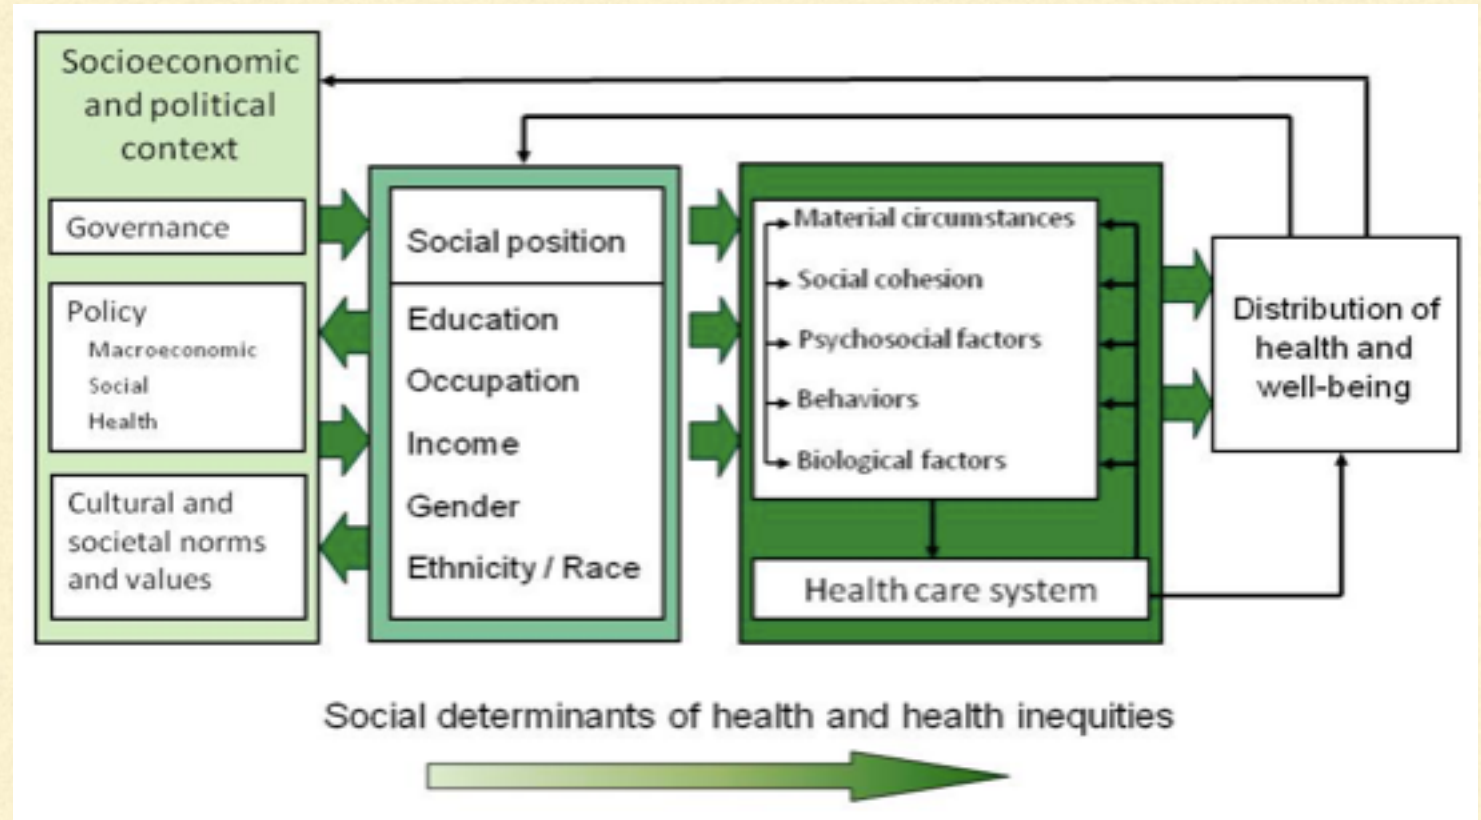 Socioeconomic
and political
context
Governance
Policy
Macroeconomic
Social
Health
Cultural and
societal norms
and values
Social position
Education
Occupation
Income
Gender
Ethnicity / Race
Material circumstances
Social cohesion
Psychosocial factors
Behaviors
Biological factors
Health care system
Distribution of
health and
well-being
Social determinants of health and health inequities